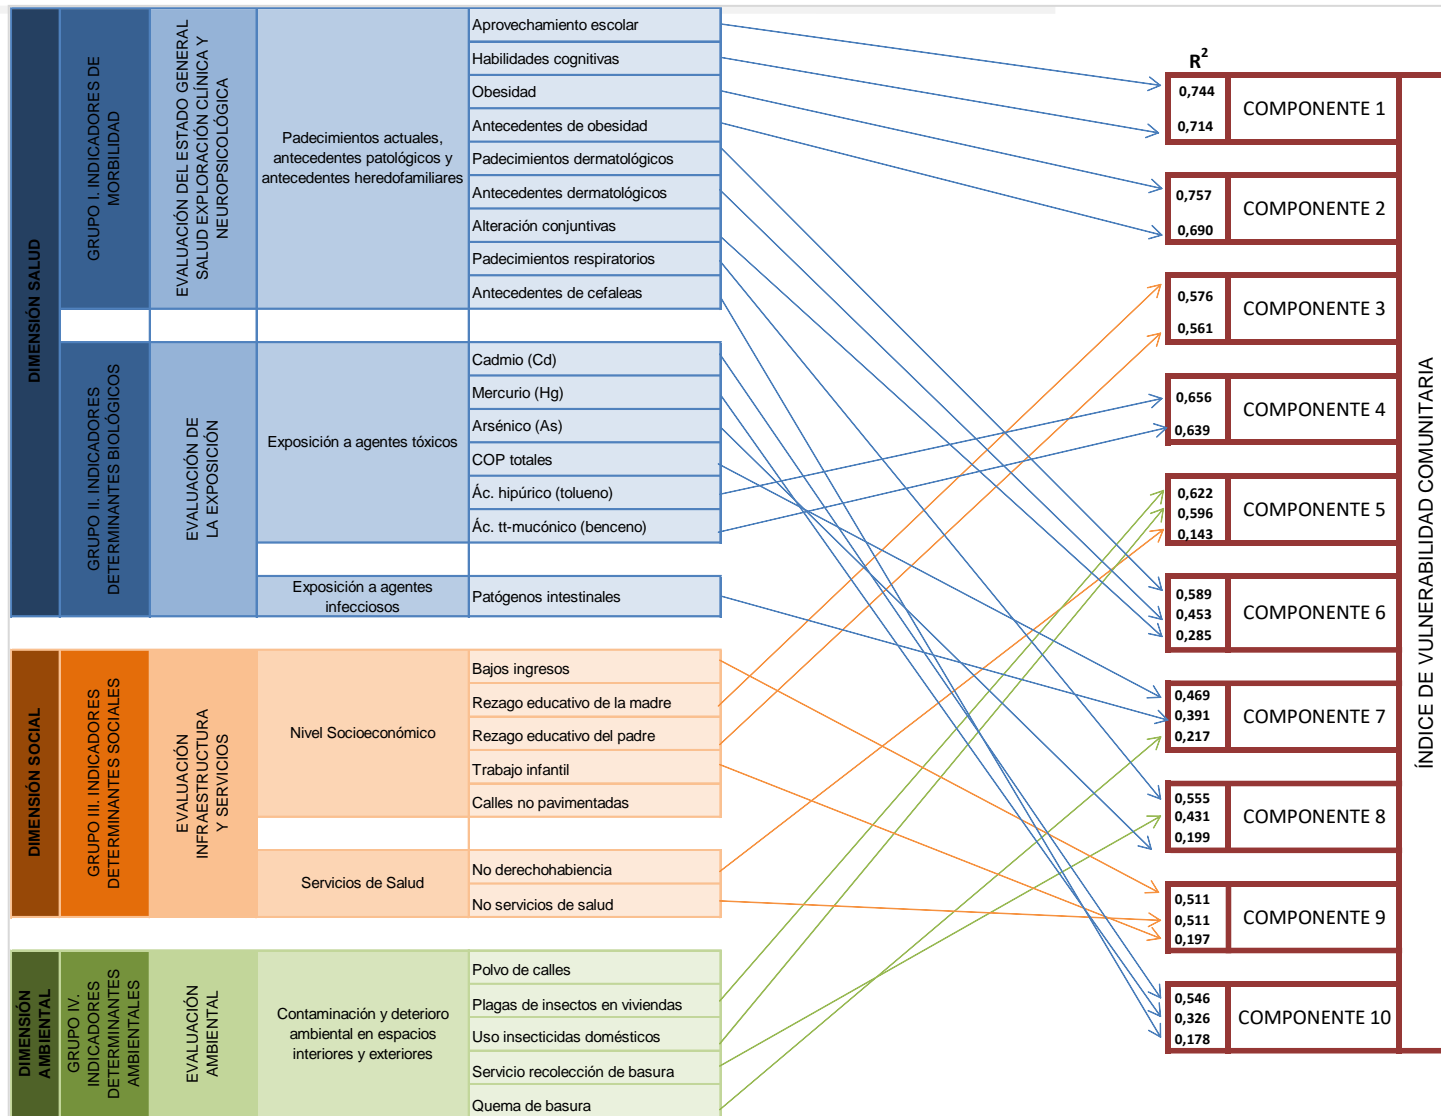 DIMENSIÓN SALUD
GRUPO I. INDICADORES DE
MORBILIDAD
EVALUACIÓN DEL ESTADO GENERAL
SALUD EXPLORACIÓN CLÍNICA Y
NEUROPSICOLÓGICA
Padecimientos actuales,
antecedentes patológicos y
antecedentes heredofamiliares
Aprovechamiento escolar
Habilidades cognitivas
Obesidad
Antecedentes de obesidad
Padecimientos dermatológicos
Antecedentes dermatológicos
Alteración conjuntivas
Padecimientos respiratorios
Antecedentes de cefaleas
GRUPO II. INDICADORES
DETERMINANTES BIOLÓGICOS
EVALUACIÓN DE
LA EXPOSICIÓN
Exposición a agentes tóxicos
Cadmio (Cd)
Mercurio (Hg)
Arsénico (As)
COP totales
Ác. hipúrico (tolueno)
Ác. tt-mucónico (benceno)
Exposición a agentes
infecciosos
Patógenos intestinales
DIMENSIÓN SOCIAL
GRUPO III. INDICADORES
DETERMINANTES SOCIALES
EVALUACIÓN
INFRAESTRUCTURA
Y SERVICIOS
Nivel Socioeconómico
Bajos ingresos
Rezago educativo de la madre
Rezago educativo del padre
Trabajo infantil
Calles no pavimentadas
Servicios de Salud
No derechohabiencia
No servicios de salud
DIMENSIÓN
AMBIENTAL
GRUPO IV.
INDICADORES
DETERMINANTES
AMBIENTALES
EVALUACIÓN
AMBIENTAL
Contaminación y deterioro
ambiental en espacios
interiores y exteriores
Polvo de calles
Plagas de insectos en viviendas
Uso insecticidas domésticos
Servicio recolección de basura
Quema de basura
R²
0,744
0,714
COMPONENTE 1
0,757
0,690
COMPONENTE 2
0,576
0,561
COMPONENTE 3
0,656
0,639
COMPONENTE 4
0,622
0,596
0,143
COMPONENTE 5
0,589
0,453
0,285
COMPONENTE 6
0,469
0,391
0,217
COMPONENTE 7
0,555
0,431
0,199
COMPONENTE 8
0,511
0,511
0,197
COMPONENTE 9
0,546
0,326
0,178
COMPONENTE 10
ÍNDICE DE VULNERABILIDAD COMUNITARIA